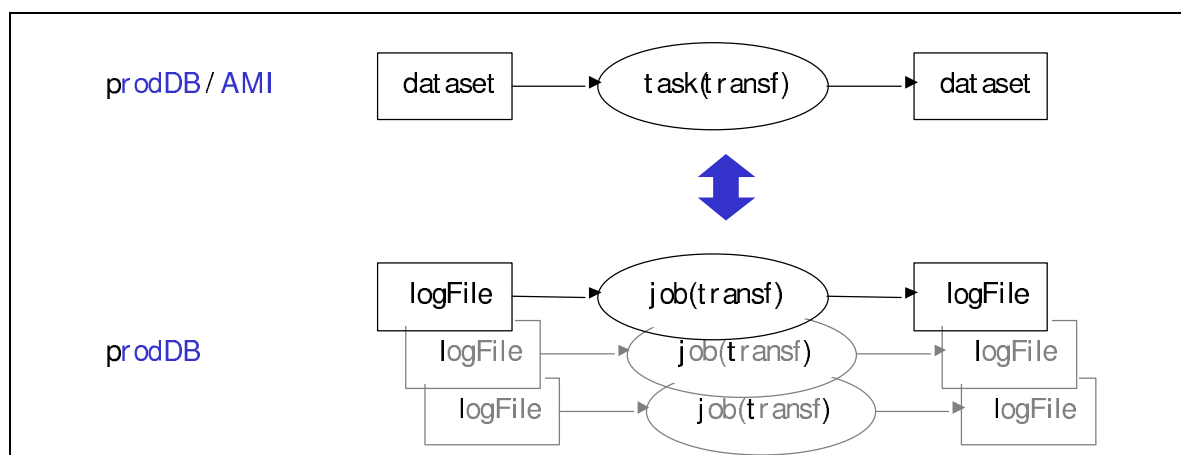 prodDB / AMI dataset task(transf) dataset
logFile job(transf) logFile
prodDB logFile job(transf) logFile
logFile job(transf) logFile